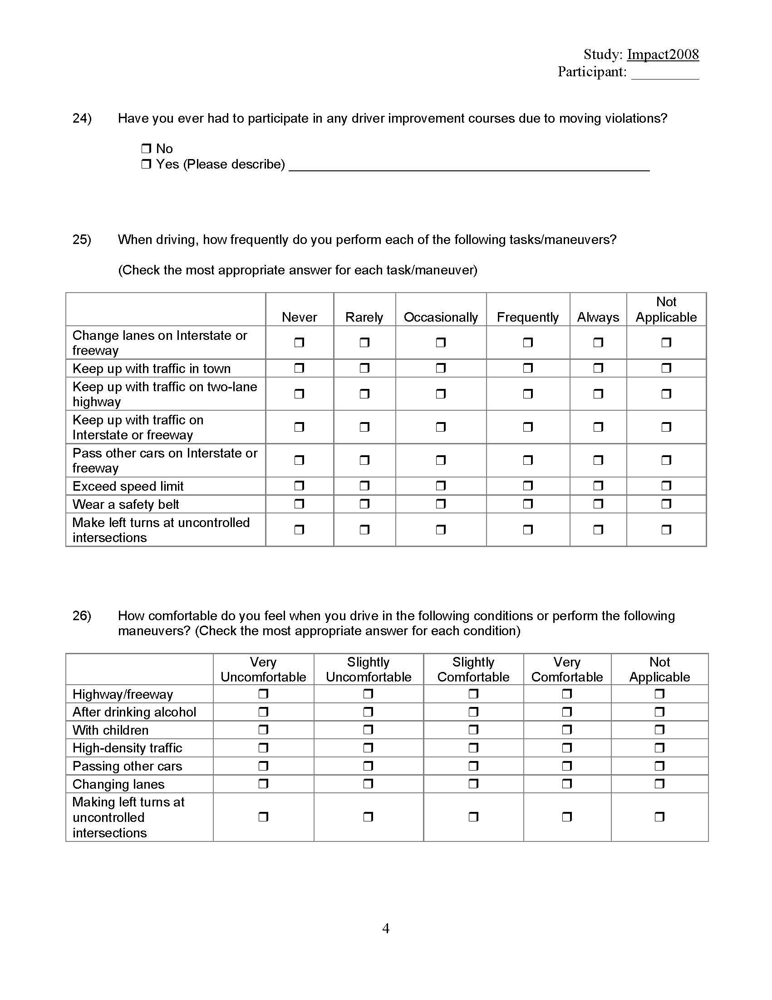 Study: Impact2008
Participant: _________
24) Have you ever had to participate in any driver improvement courses due to moving violations?
❒ No
❒ Yes (Please describe) ________________________________________________
25) When driving, how frequently do you perform each of the following tasks/maneuvers?
(Check the most appropriate answer for each task/maneuver)
Not
Never Rarely Occasionally Frequently Always Applicable
Change lanes on Interstate or
freeway ❒ ❒ ❒ ❒ ❒ ❒
Keep up with traffic in town ❒ ❒ ❒ ❒ ❒ ❒
Keep up with traffic on two-lane
highway ❒ ❒ ❒ ❒ ❒ ❒
Keep up with traffic on
Interstate or freeway ❒ ❒ ❒ ❒ ❒ ❒
Pass other cars on Interstate or
freeway ❒ ❒ ❒ ❒ ❒ ❒
Exceed speed limit ❒ ❒ ❒ ❒ ❒ ❒
Wear a safety belt ❒ ❒ ❒ ❒ ❒ ❒
Make left turns at uncontrolled
intersections ❒ ❒ ❒ ❒ ❒ ❒
26) How comfortable do you feel when you drive in the following conditions or perform the following
maneuvers? (Check the most appropriate answer for each condition)
Very Slightly Slightly Very Not
Uncomfortable Uncomfortable Comfortable Comfortable Applicable
Highway/freeway ❒ ❒ ❒ ❒ ❒
After drinking alcohol ❒ ❒ ❒ ❒ ❒
With children ❒ ❒ ❒ ❒ ❒
High-density traffic ❒ ❒ ❒ ❒ ❒
Passing other cars ❒ ❒ ❒ ❒ ❒
Changing lanes ❒ ❒ ❒ ❒ ❒
Making left turns at
uncontrolled ❒ ❒ ❒ ❒ ❒
intersections
4